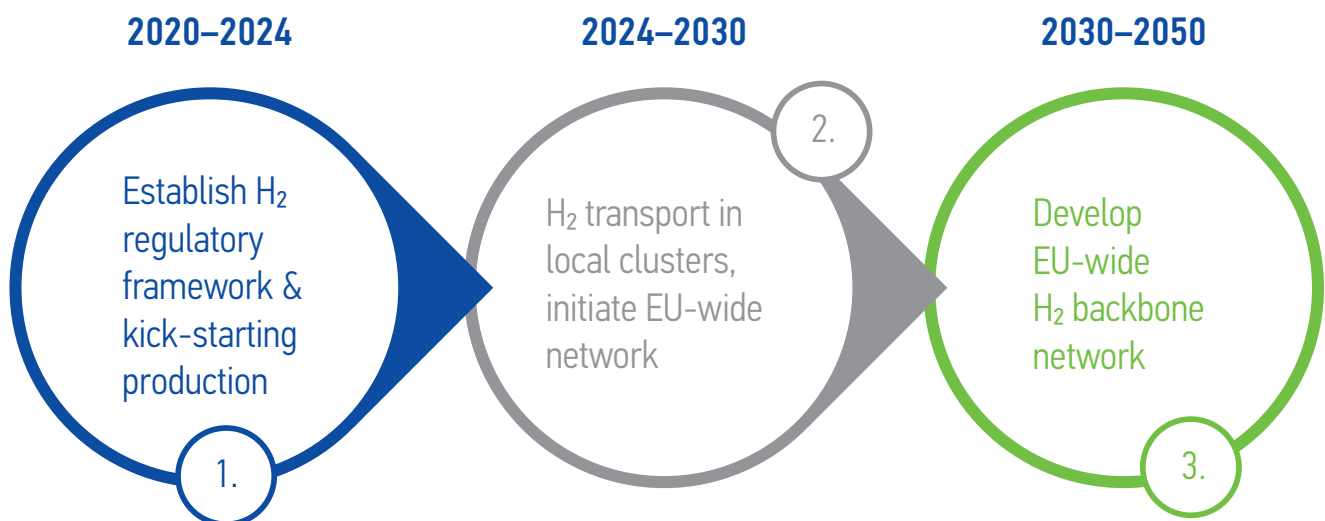 2020–2024
Establish H₂
regulatory
framework &
kick-starting
production
1.
2024–2030
2.
H₂ transport in
local clusters,
initiate EU-wide
network
2030–2050
Develop
EU-wide
H₂ backbone
network
3.